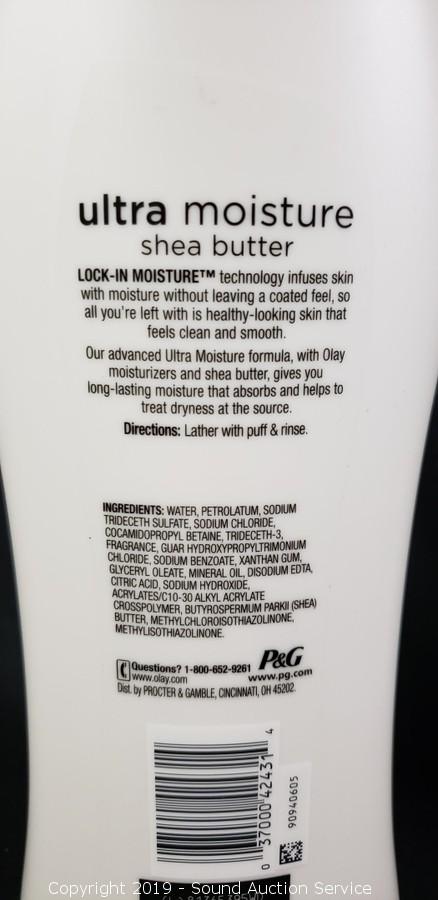 ultra moisture
shea butter
LOCK-IN MOISTURE™ technology infuses skin
with moisture without leaving a coated feel, so
all you're left with is healthy-looking skin that
feels clean and smooth.
Our advanced Ultra Moisture formula, with Olay
moisturizers and shea butter, gives you
long-lasting moisture that absorbs and helps to
treat dryness at the source.
Directions: Lather with puff & rinse.
INGREDIENTS: WATER, PETROLATUM, SODIUM
TRIDECETH SULFATE, SODIUM CHLORIDE,
COCAMIDOPROPYL BETAINE, TRIDECETH-3,
FRAGRANCE, GUAR HYDROXYPROPYLTRIMONIUM
CHLORIDE, SODIUM BENZOATE, XANTHAN GUM,
GLYCERYL OLEATE, MINERAL OIL, DISODIUM EDTA,
CITRIC ACID, SODIUM HYDROXIDE,
ACRYLATES/C10-30 ALKYL ACRYLATE
CROSSPOLYMER, BUTYROSPERMUM PARKII (SHEA)
BUTTER, METHYLCHLOROISOTHIAZOLINONE,
METHYLISOTHIAZOLINONE.
Questions? 1-800-652-9261
www.olay.com
P&G
www.pg.com
Dist. by PROCTER & GAMBLE, CINCINNATI, OH 45202.
0 37000 42431 4
90940605
Copyright 2019 - Sound Auction Service